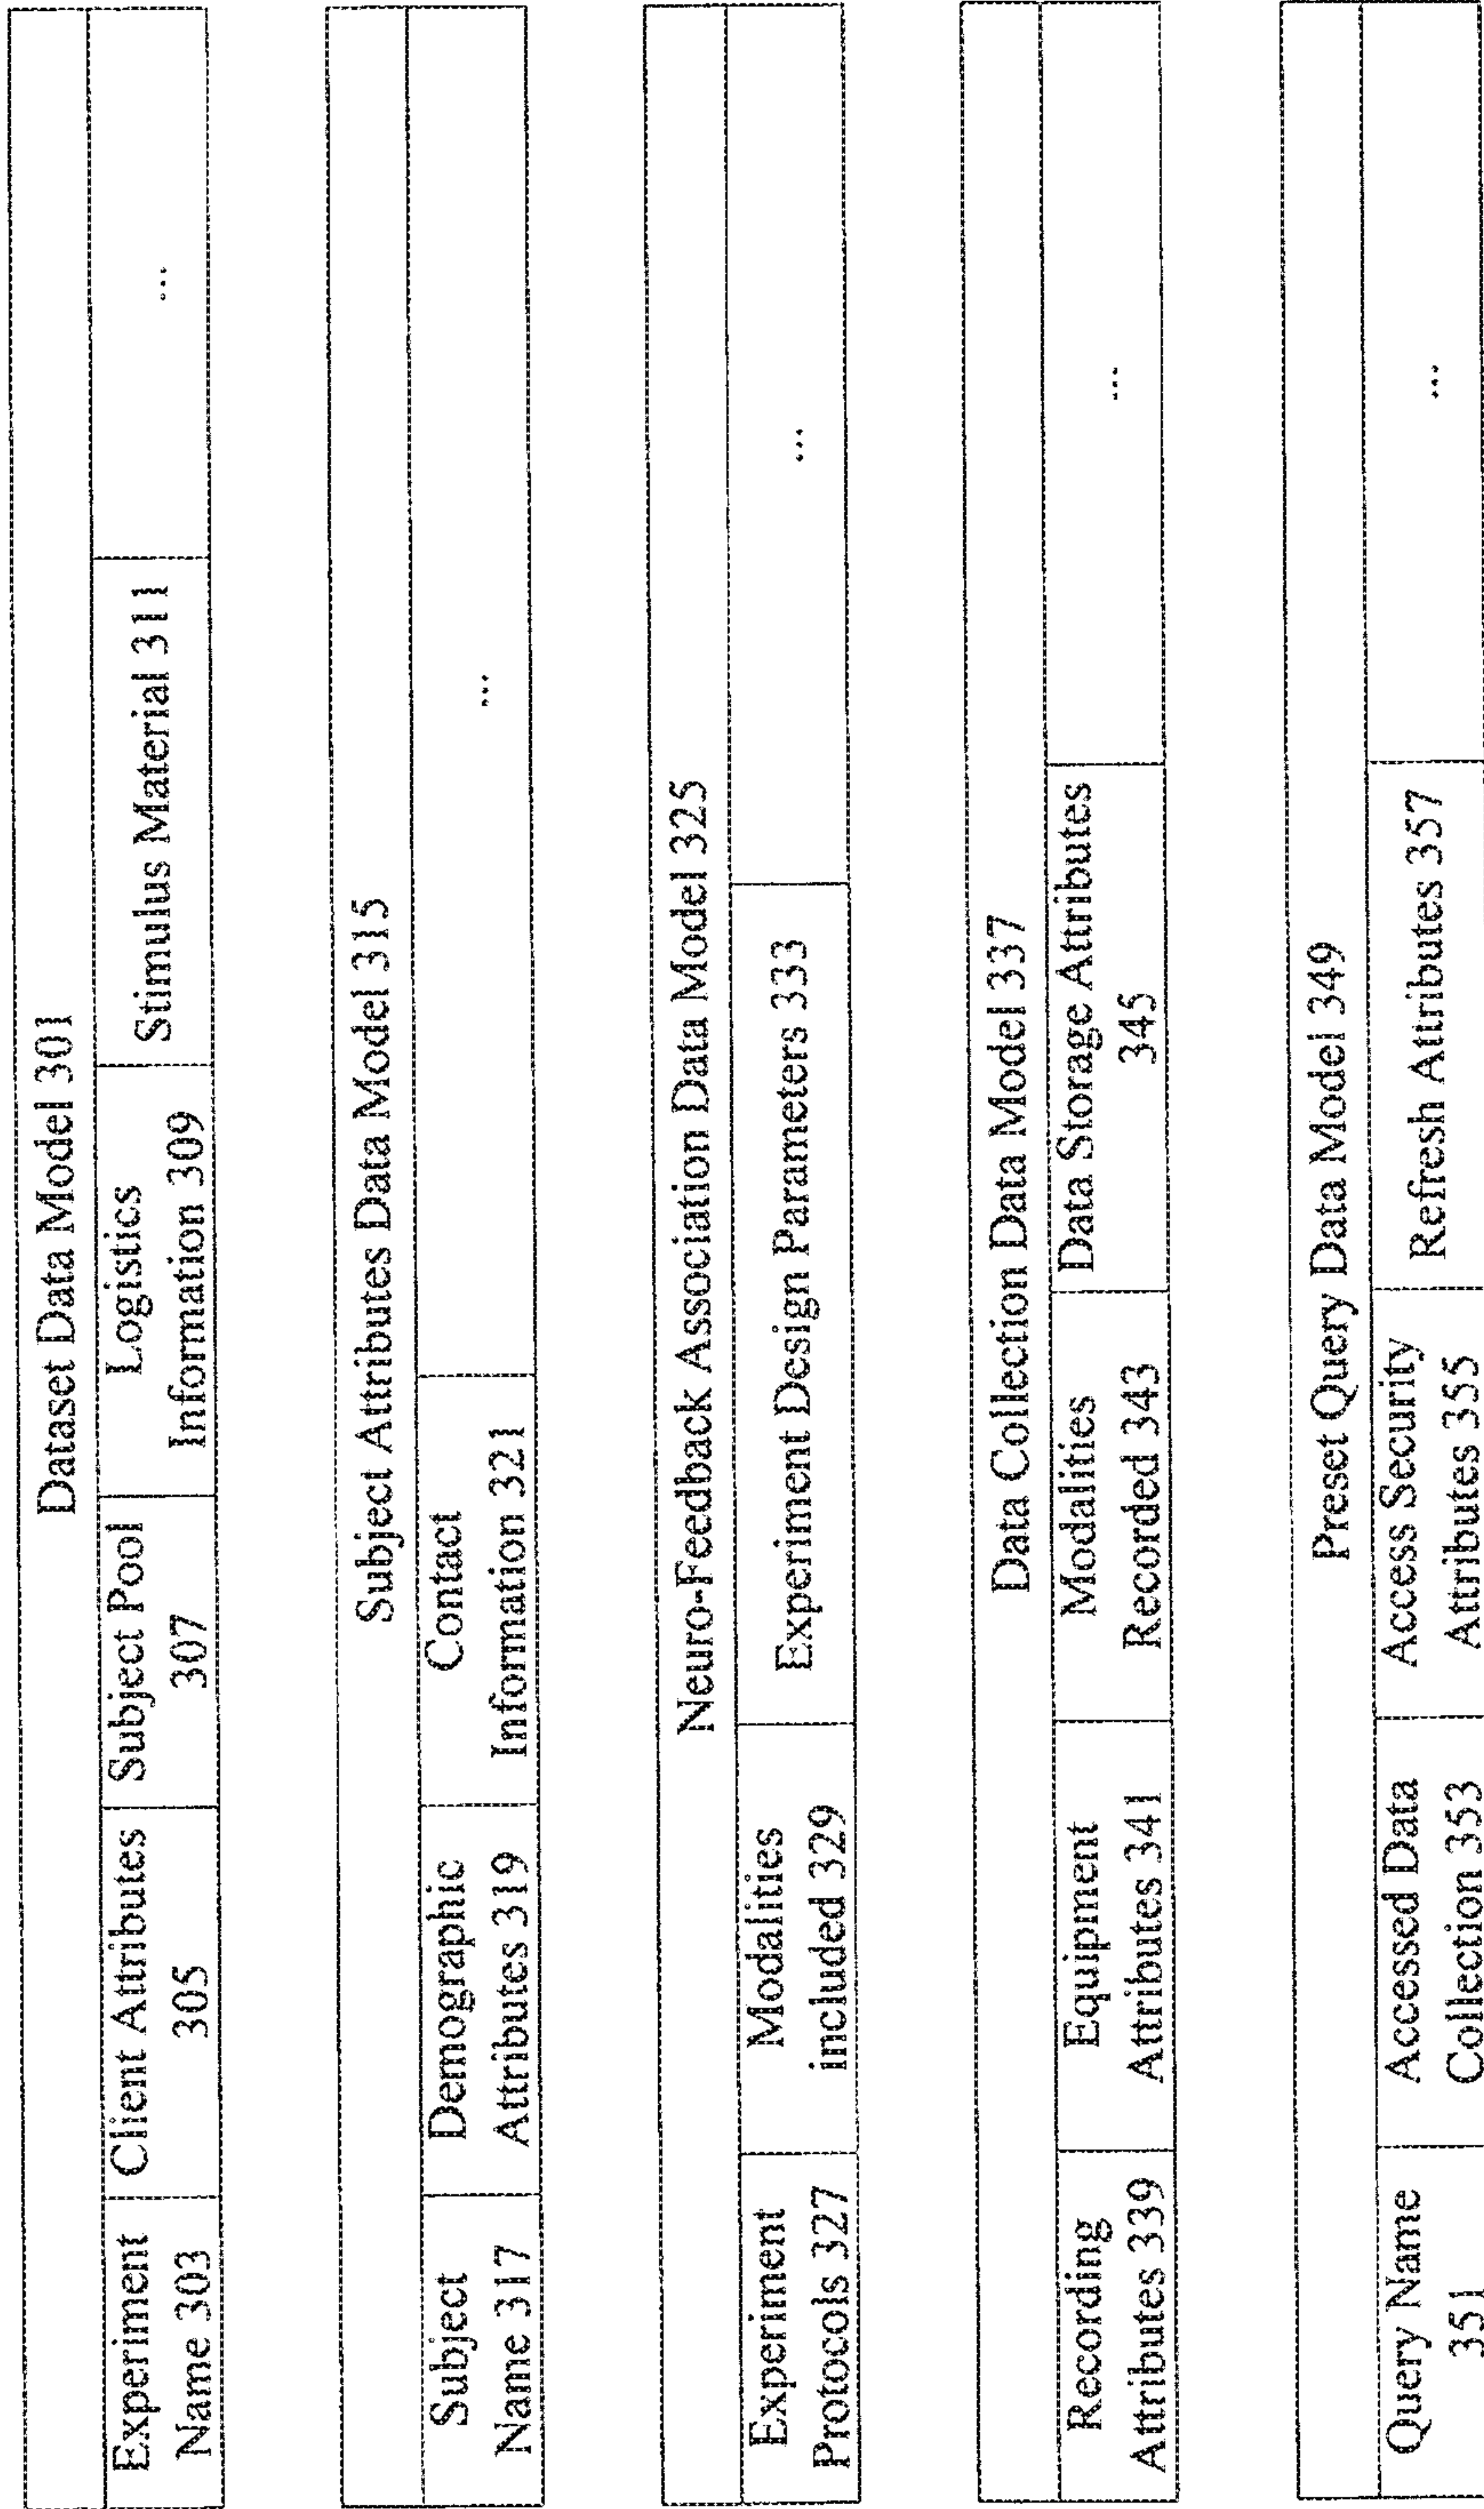 Dataset Data Model 301
Experiment
Name 303
Client Attributes
305
Subject Pool
307
Logistics
Information 309
Stimulus Material 311
...
Subject Attributes Data Model 315
Subject
Name 317
Demographic
Attributes 319
Contact
Information 321
...
Neuro-Feedback Association Data Model 325
Experiment
Protocols 327
Modalities
included 329
Experiment Design Parameters 333
...
Data Collection Data Model 337
Recording
Attributes 339
Equipment
Attributes 341
Modalities
Recorded 343
Data Storage Attributes
345
...
Preset Query Data Model 349
Query Name
351
Accessed Data
Collection 353
Access Security
Attributes 355
Refresh Attributes 357
...